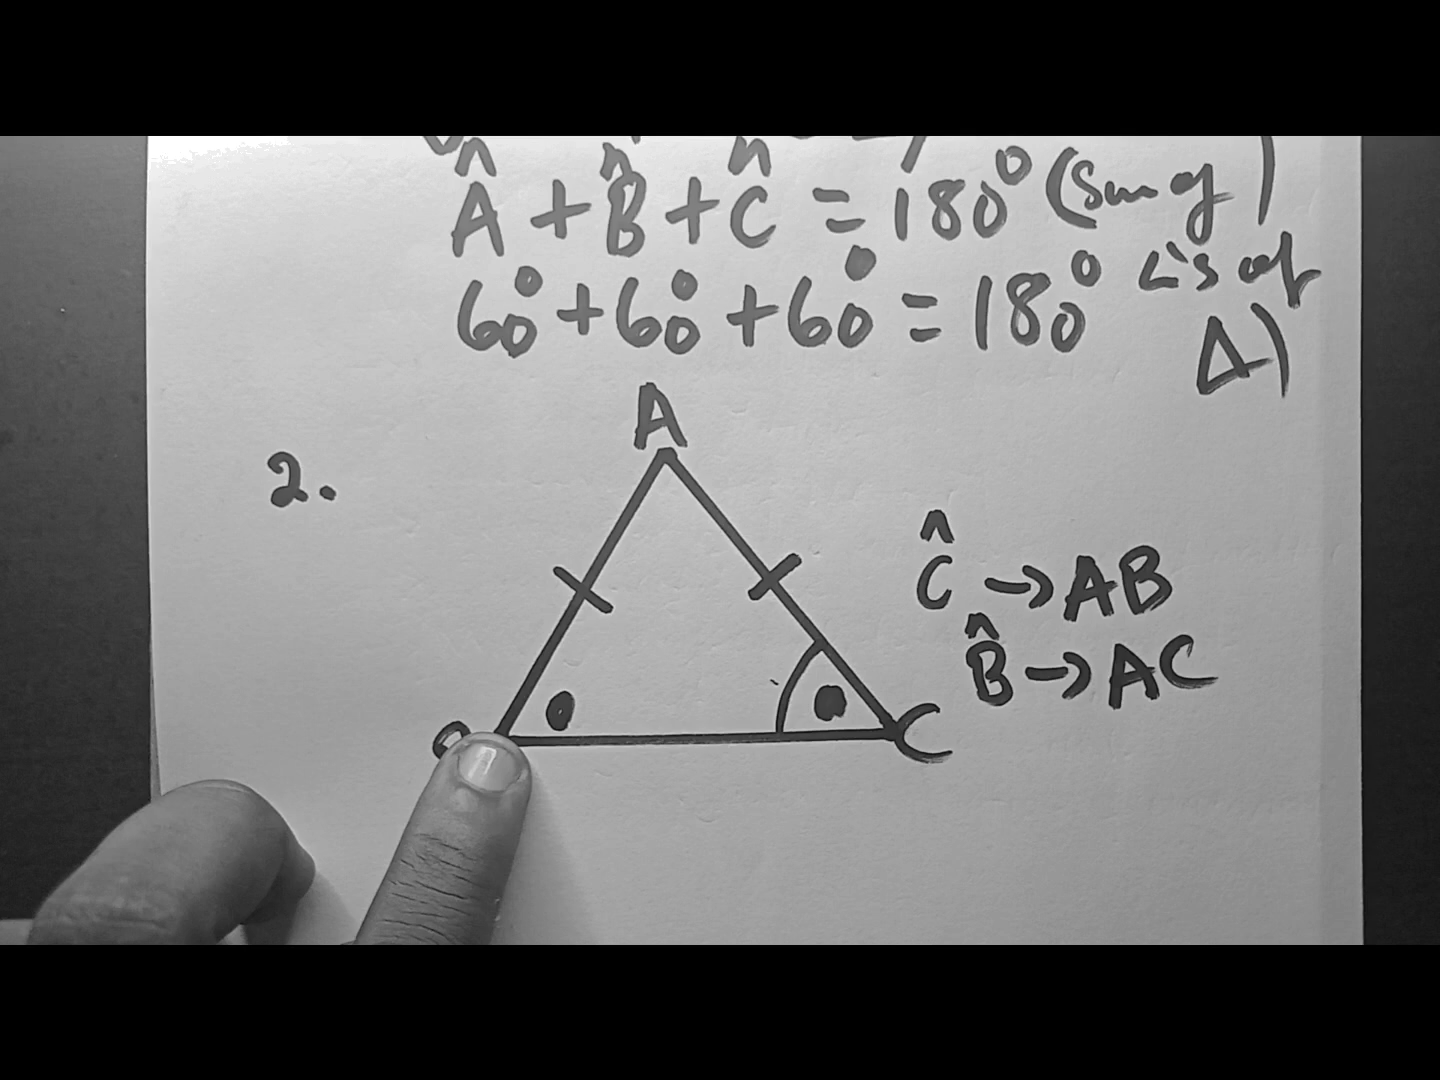 Â + B̂ + Ĉ = 180° (Sum of)
60° + 60° + 60° = 180° <'s of
Δ)
2.
A
Ĉ → AB
B̂ → AC
C